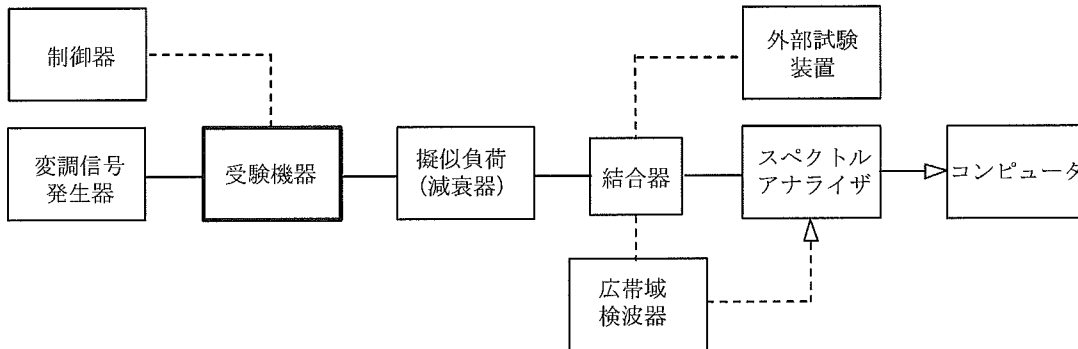 制御器
外部試験
装置
変調信号
発生器
受験機器
擬似負荷
(減衰器)
結合器
スペクトル
アナライザ
コンピュータ
広帯域
検波器